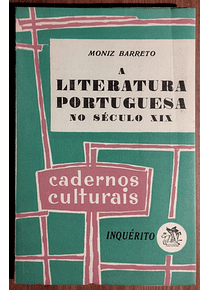 MONIZ BARRETO
A
LITERATURA
PORTUGUESA
NO SÉCULO XIX
cadernos
culturais
INQUÉRITO